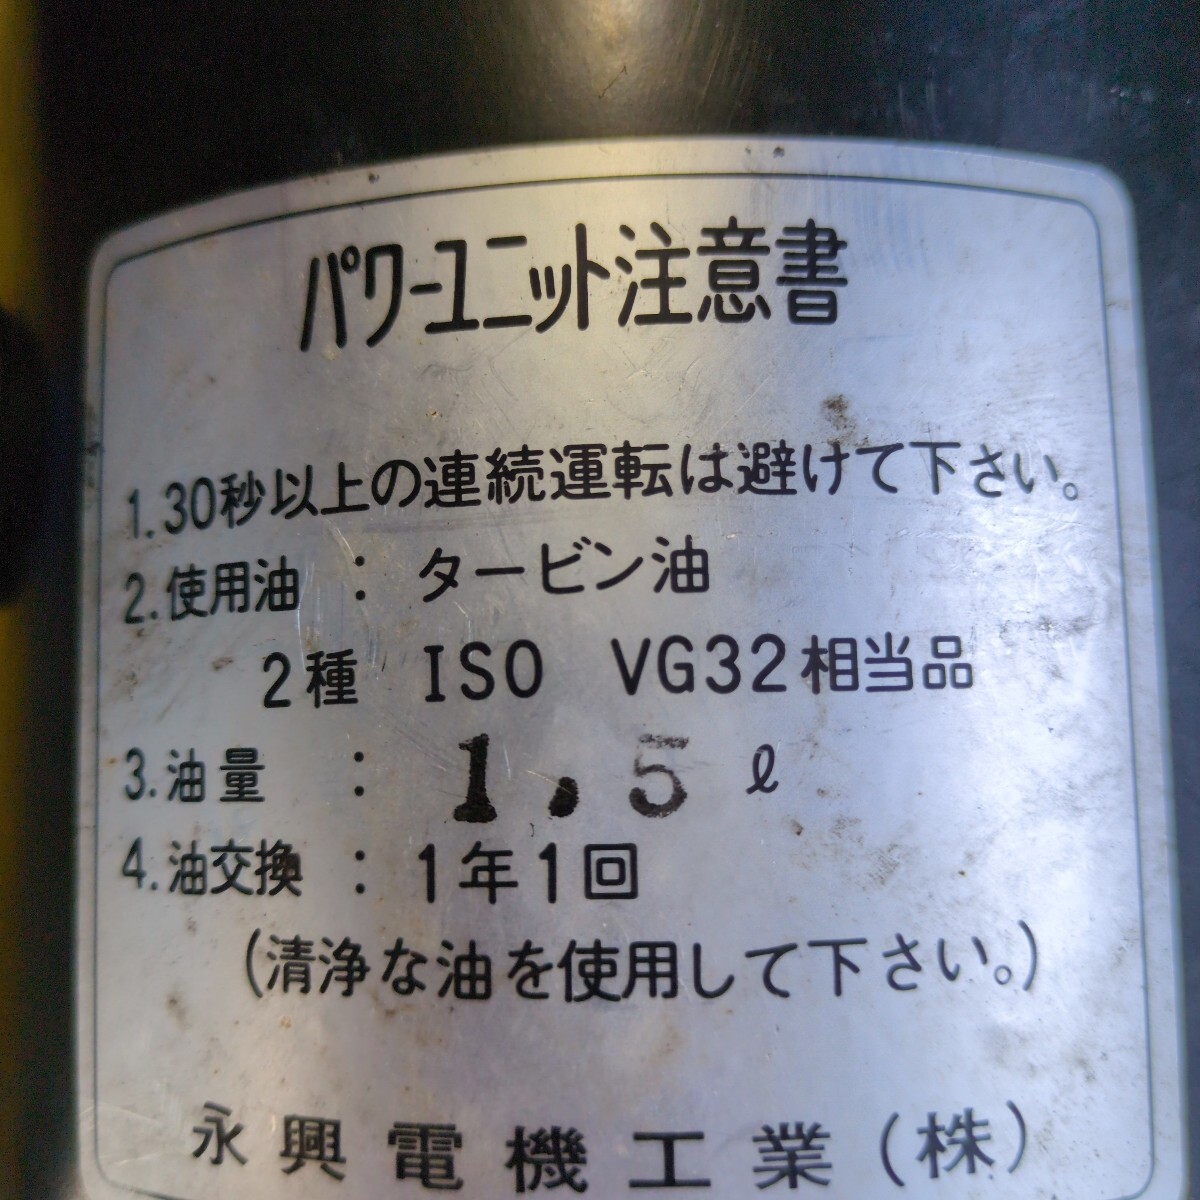 パワーユニット注意書
1.30秒以上の連続運転は避けて下さい。
2.使用油 : タービン油
2種 ISO VG32相当品
3.油量 : 1.5ℓ
4.油交換 : 1年1回
(清浄な油を使用して下さい。)
永興電機工業(株)